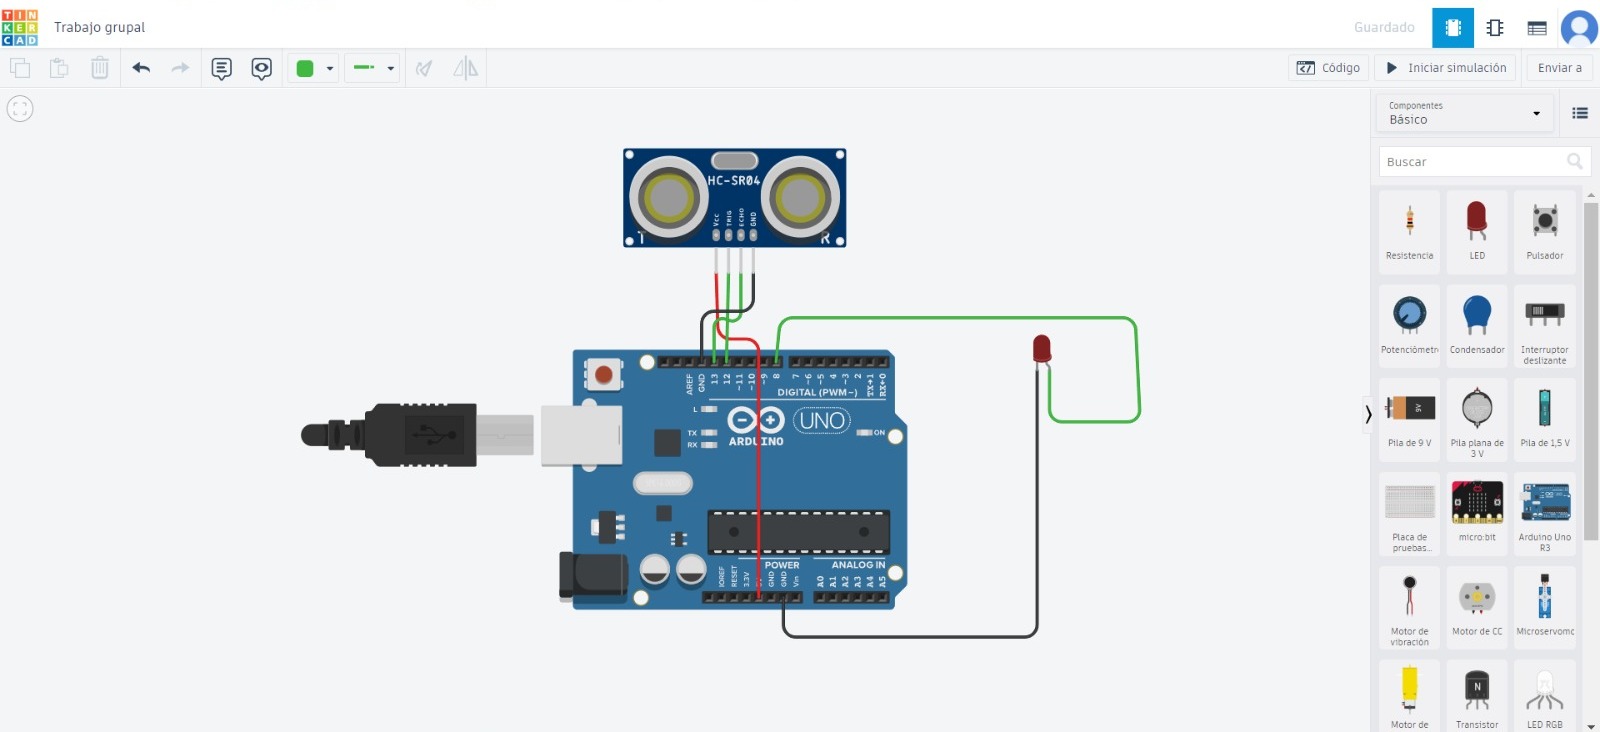 TIN
KER
CAD
Trabajo grupal
Guardado
Código
Iniciar simulación
Enviar a
Componentes
Básico
Buscar
Resistencia
LED
Pulsador
Potenciómetr
Condensador
Interruptor
deslizante
Pila de 9 V
Pila plana de
3 V
Pila de 1,5 V
Placa de
pruebas...
micro:bit
Arduino Uno
R3
Motor de
vibración
Motor de CC
Microservomo
Motor de
Transistor
LED RGB
HC-SR04
Vcc
TRIG
ECHO
GND
T
R
AREF
GND
13
12
~11
~10
~9
8
7
~6
~5
4
~3
2
TX→1
RX←0
DIGITAL (PWM~)
L
TX
RX
ARDUINO
UNO
ON
POWER
ANALOG IN
IOREF
RESET
3.3V
GND
GND
Vin
A0
A1
A2
A3
A4
A5
9V
N